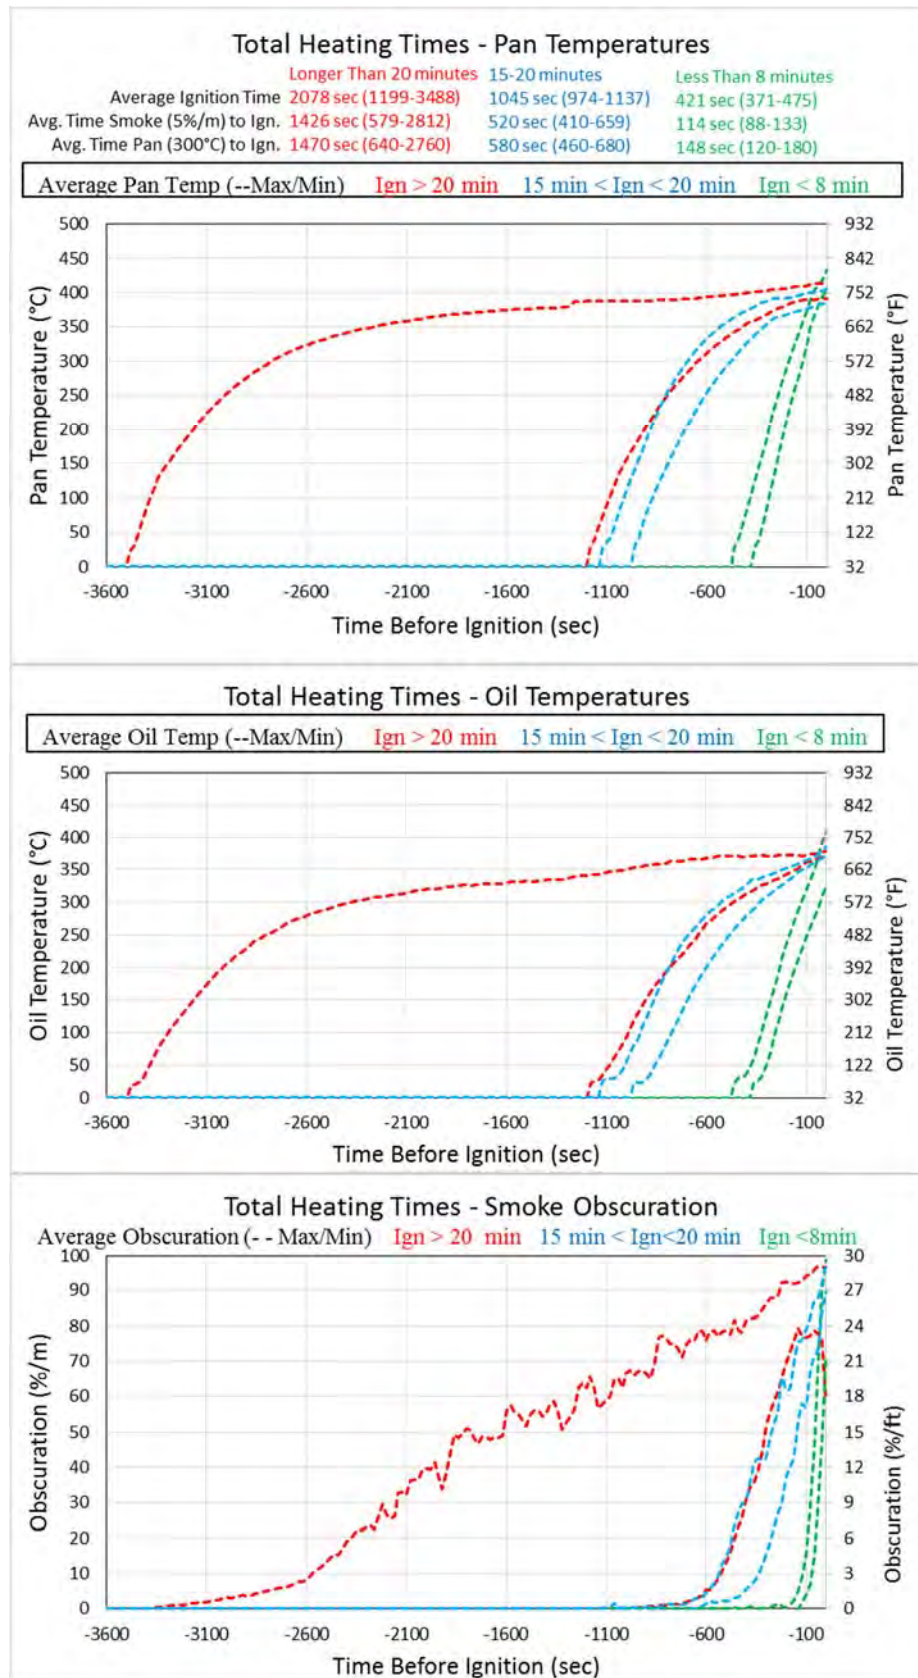 Total Heating Times - Pan Temperatures
Longer Than 20 minutes 15-20 minutes Less Than 8 minutes
Average Ignition Time 2078 sec (1199-3488) 1045 sec (974-1137) 421 sec (371-475)
Avg. Time Smoke (5%/m) to Ign. 1426 sec (579-2812) 520 sec (410-659) 114 sec (88-133)
Avg. Time Pan (300°C) to Ign. 1470 sec (640-2760) 580 sec (460-680) 148 sec (120-180)
Average Pan Temp (--Max/Min) Ign > 20 min 15 min < Ign < 20 min Ign < 8 min
500 932
450 842
400 752
350 662
300 572
250 482
200 392
150 302
100 212
50 122
0 32
Pan Temperature (°C)
Pan Temperature (°F)
-3600 -3100 -2600 -2100 -1600 -1100 -600 -100
Time Before Ignition (sec)
Total Heating Times - Oil Temperatures
Average Oil Temp (--Max/Min) Ign > 20 min 15 min < Ign < 20 min Ign < 8 min
500 932
450 842
400 752
350 662
300 572
250 482
200 392
150 302
100 212
50 122
0 32
Oil Temperature (°C)
Oil Temperature (°F)
-3600 -3100 -2600 -2100 -1600 -1100 -600 -100
Time Before Ignition (sec)
Total Heating Times - Smoke Obscuration
Average Obscuration (- - Max/Min) Ign > 20 min 15 min < Ign<20 min Ign <8min
100 30
90 27
80 24
70 21
60 18
50 15
40 12
30 9
20 6
10 3
0 0
Obscuration (%/m)
Obscuration (%/ft)
-3600 -3100 -2600 -2100 -1600 -1100 -600 -100
Time Before Ignition (sec)